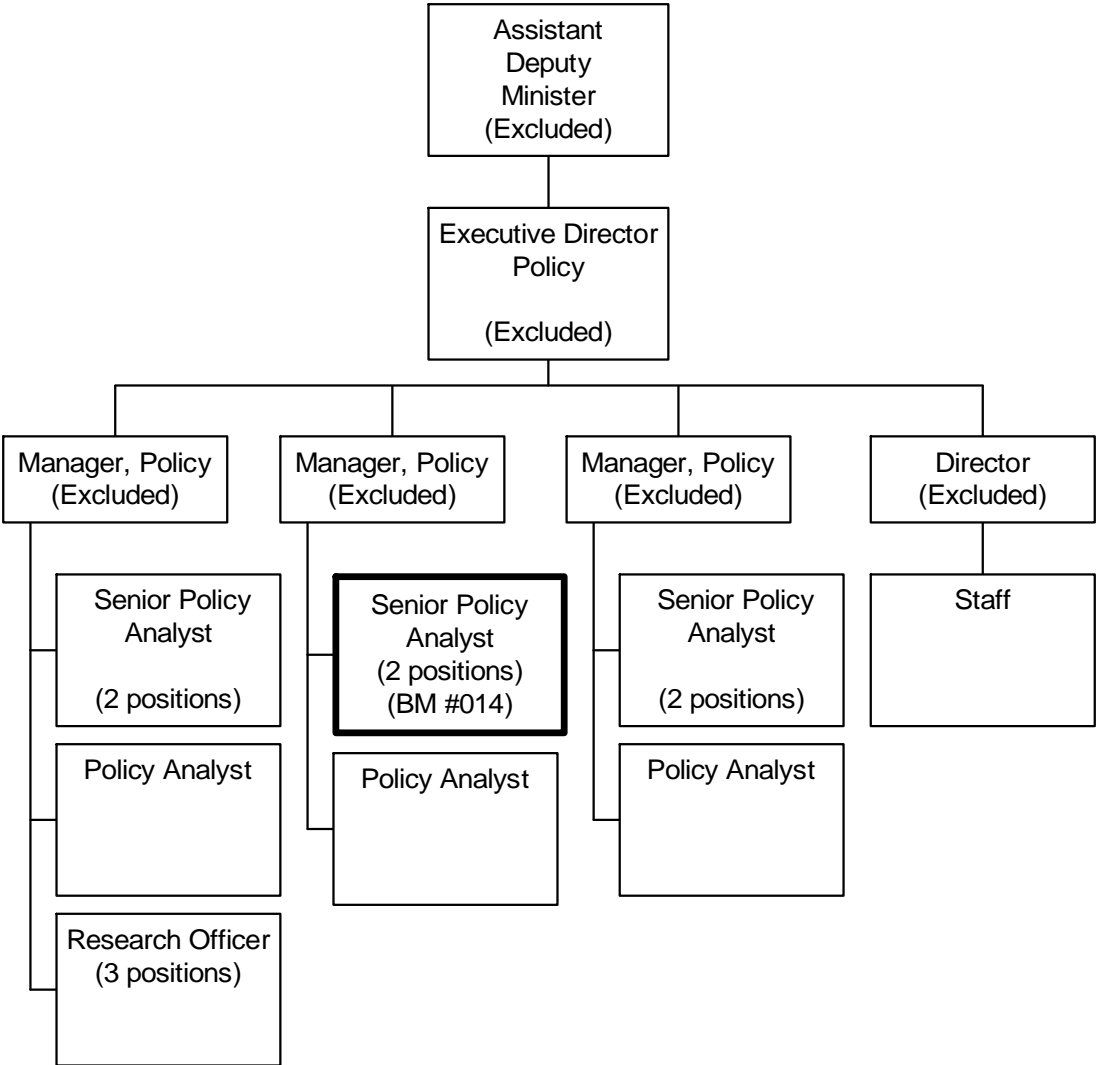 Assistant
Deputy
Minister
(Excluded)
Executive Director
Policy
(Excluded)
Manager, Policy
(Excluded)
Manager, Policy
(Excluded)
Manager, Policy
(Excluded)
Director
(Excluded)
Senior Policy
Analyst
(2 positions)
Senior Policy
Analyst
(2 positions)
(BM #014)
Senior Policy
Analyst
(2 positions)
Staff
Policy Analyst
Policy Analyst
Policy Analyst
Research Officer
(3 positions)